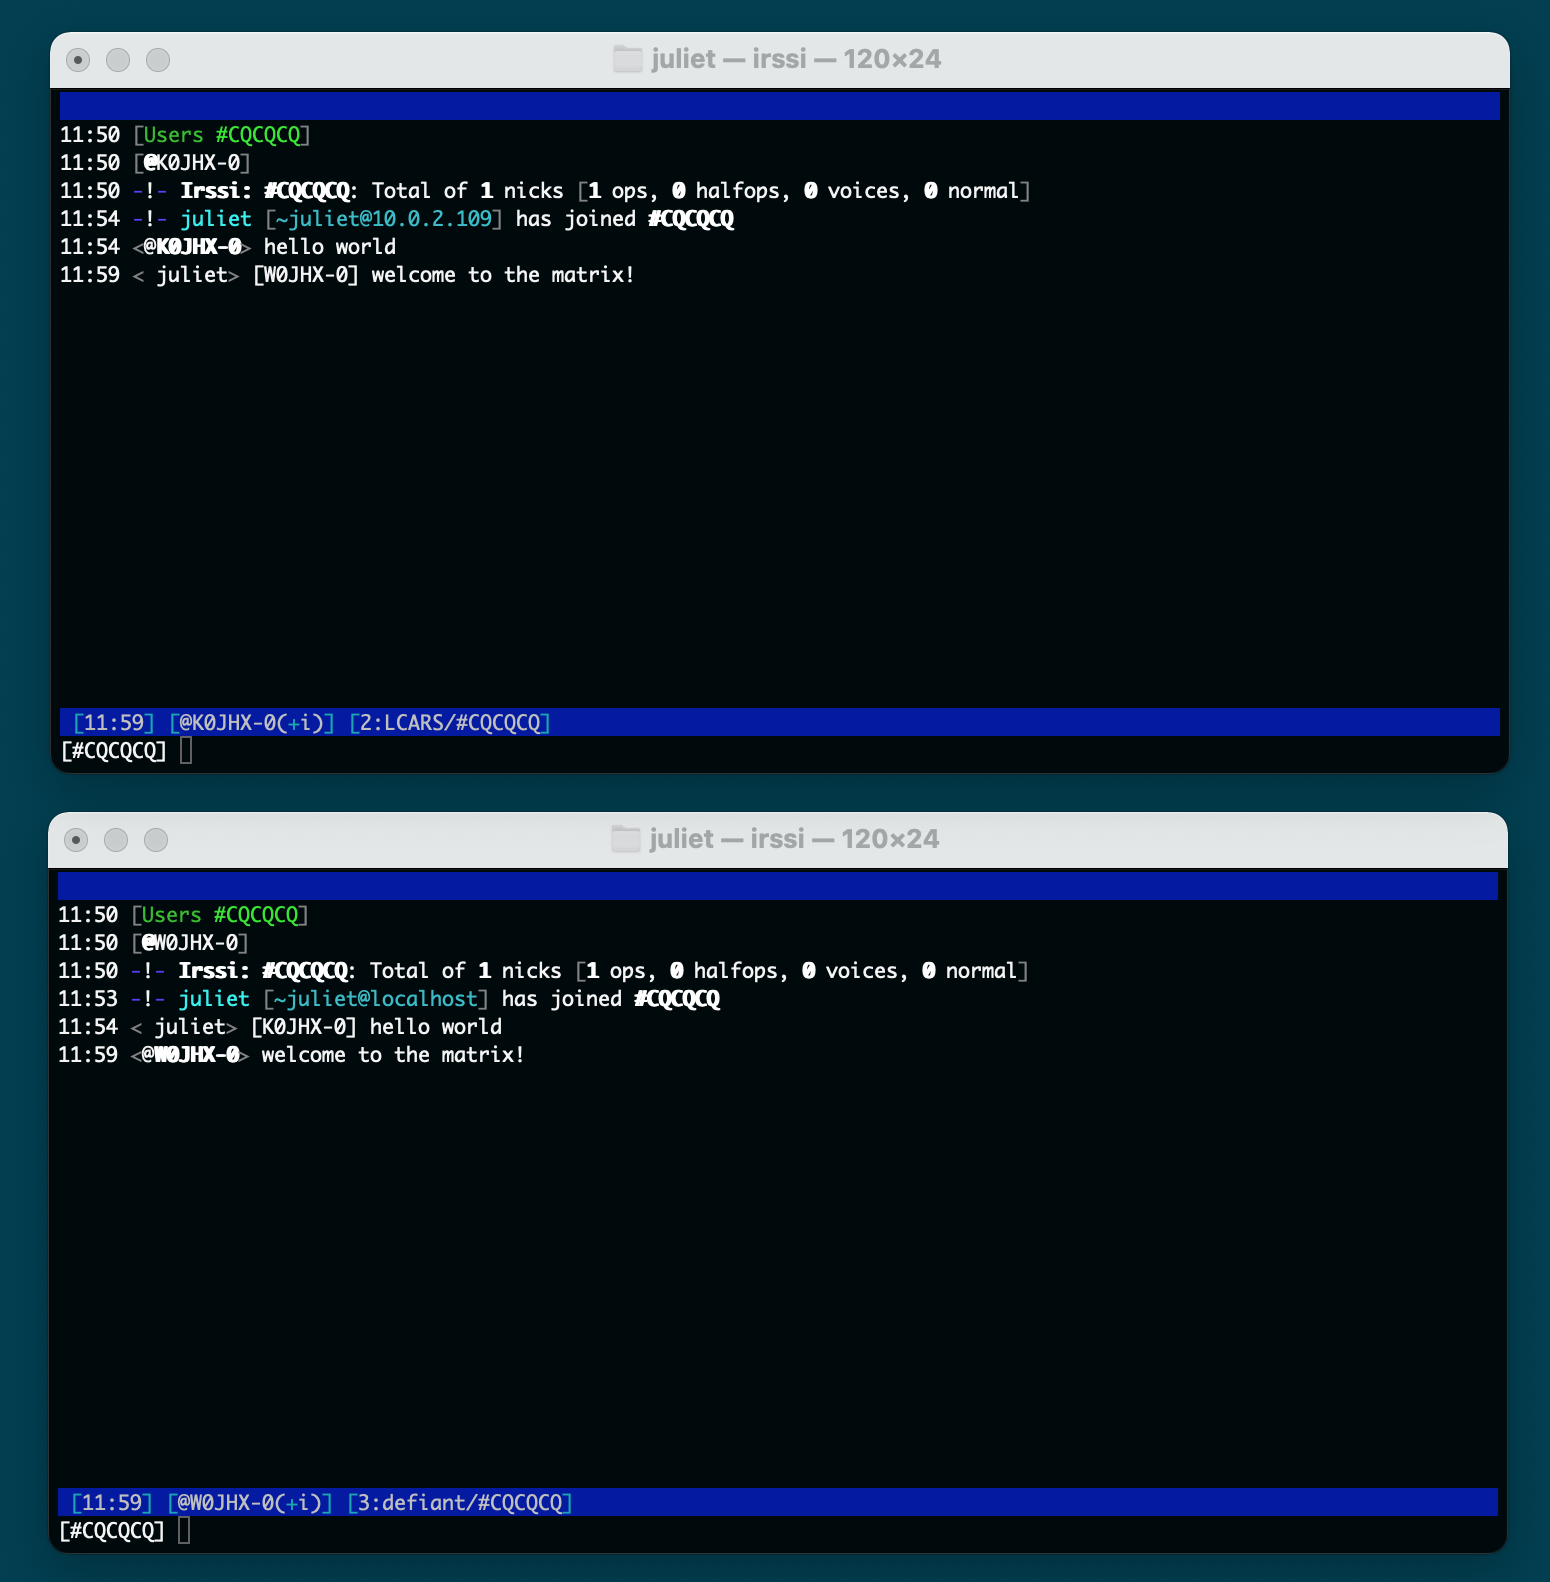 juliet — irssi — 120×24
11:50 [Users #CQCQCQ]
11:50 [@K0JHX-0]
11:50 -!- Irssi: #CQCQCQ: Total of 1 nicks [1 ops, 0 halfops, 0 voices, 0 normal]
11:54 -!- juliet [~juliet@10.0.2.109] has joined #CQCQCQ
11:54 <@K0JHX-0> hello world
11:59 < juliet> [W0JHX-0] welcome to the matrix!
[11:59] [@K0JHX-0(+i)] [2:LCARS/#CQCQCQ]
[#CQCQCQ]
juliet — irssi — 120×24
11:50 [Users #CQCQCQ]
11:50 [@W0JHX-0]
11:50 -!- Irssi: #CQCQCQ: Total of 1 nicks [1 ops, 0 halfops, 0 voices, 0 normal]
11:53 -!- juliet [~juliet@localhost] has joined #CQCQCQ
11:54 < juliet> [K0JHX-0] hello world
11:59 <@W0JHX-0> welcome to the matrix!
[11:59] [@W0JHX-0(+i)] [3:defiant/#CQCQCQ]
[#CQCQCQ]